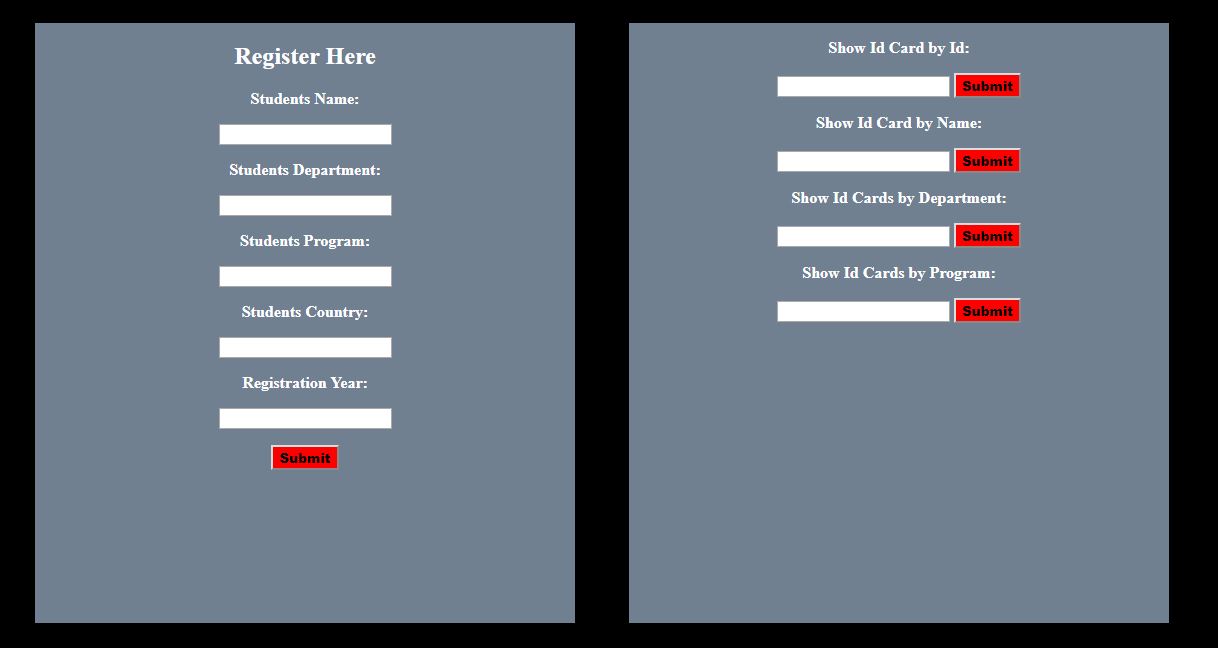 Register Here
Students Name:
Students Department:
Students Program:
Students Country:
Registration Year:
Submit
Show Id Card by Id:
Submit
Show Id Card by Name:
Submit
Show Id Cards by Department:
Submit
Show Id Cards by Program:
Submit